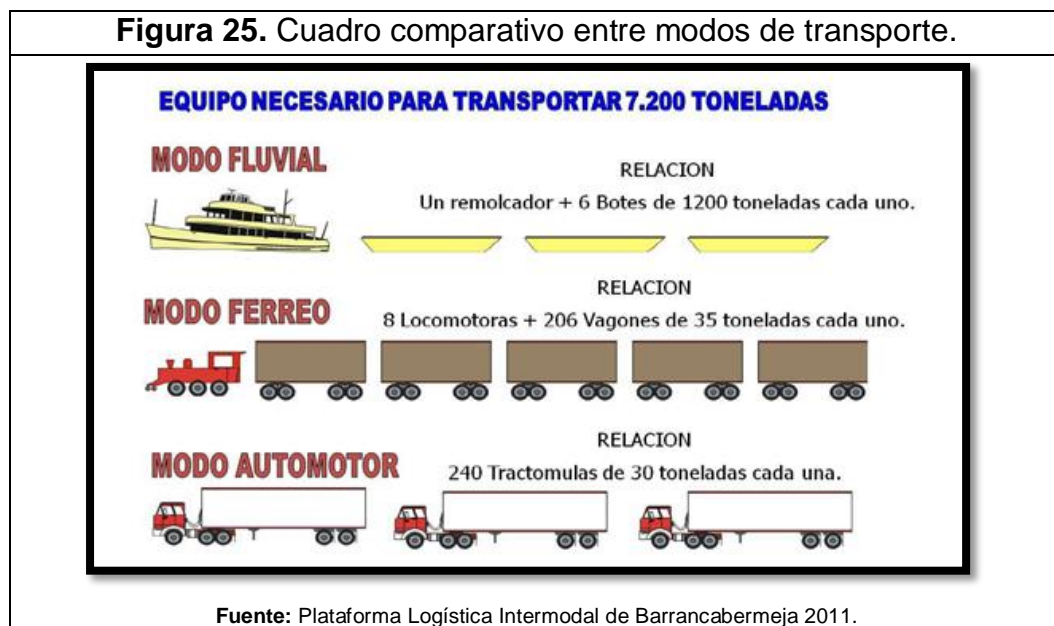 Figura 25. Cuadro comparativo entre modos de transporte.
EQUIPO NECESARIO PARA TRANSPORTAR 7.200 TONELADAS
MODO FLUVIAL
RELACION
Un remolcador + 6 Botes de 1200 toneladas cada uno.
MODO FERREO
RELACION
8 Locomotoras + 206 Vagones de 35 toneladas cada uno.
MODO AUTOMOTOR
RELACION
240 Tractomulas de 30 toneladas cada una.
Fuente: Plataforma Logística Intermodal de Barrancabermeja 2011.